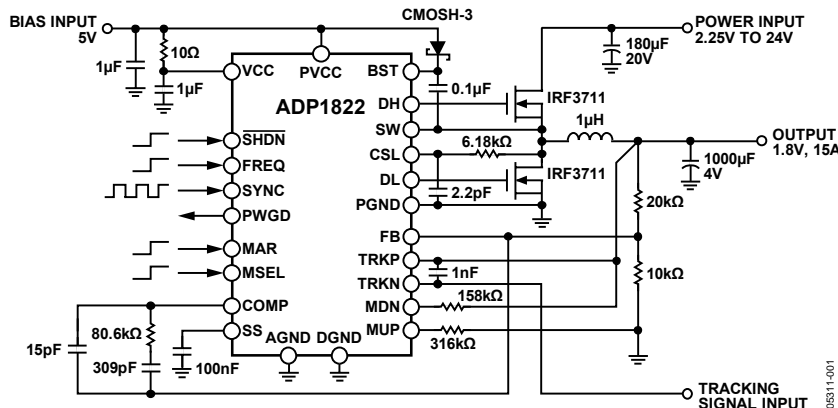 BIAS INPUT
5V
1µF
10Ω
1µF
CMOSH-3
180µF
20V
POWER INPUT
2.25V TO 24V
VCC
PVCC
BST
ADP1822
DH
SW
CSL
DL
PGND
FB
TRKP
TRKN
MDN
MUP
SHDN
FREQ
SYNC
PWGD
MAR
MSEL
COMP
SS
AGND
DGND
0.1µF
IRF3711
1µH
6.18kΩ
IRF3711
2.2pF
OUTPUT
1.8V, 15A
1000µF
4V
20kΩ
10kΩ
1nF
158kΩ
316kΩ
15pF
80.6kΩ
309pF
100nF
TRACKING
SIGNAL INPUT
05311-001